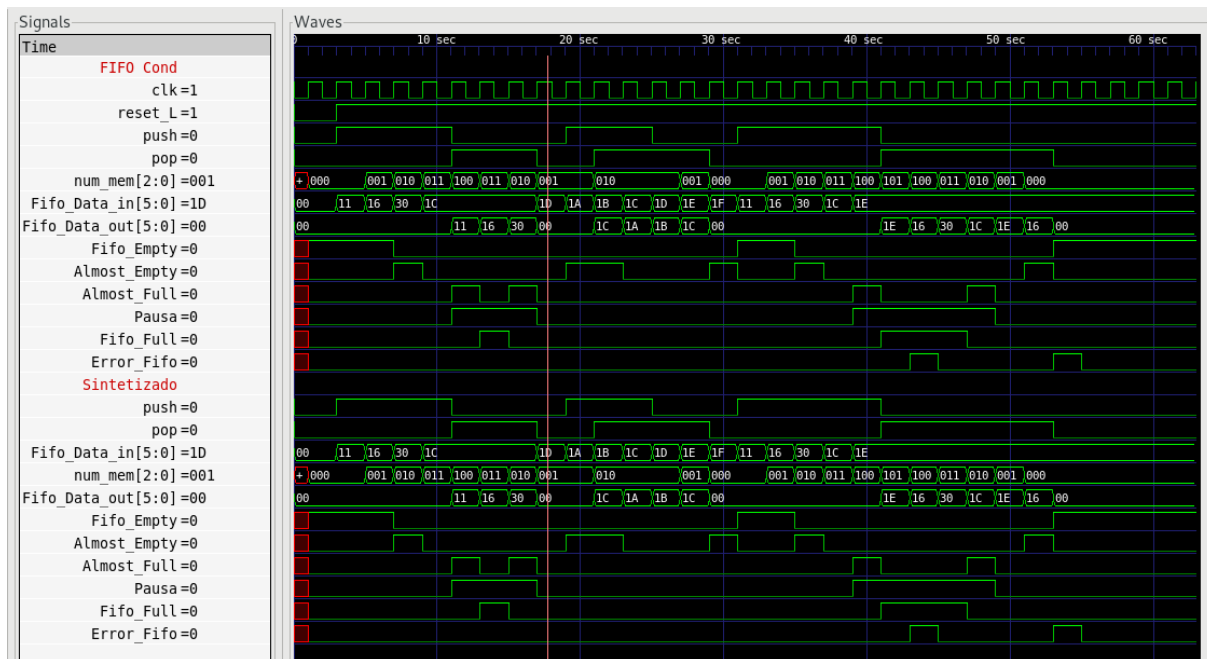 Signals Waves
Time 0 10 sec 20 sec 30 sec 40 sec 50 sec 60 sec
FIFO Cond
clk=1
reset_L=1
push=0
pop=0
num_mem[2:0]=001 + 000 001 010 011 100 011 010 001 010 001 000 001 010 011 100 101 100 011 010 001 000
Fifo_Data_in[5:0]=1D 00 11 16 30 1C 1D 1A 1B 1C 1D 1E 1F 11 16 30 1C 1E
Fifo_Data_out[5:0]=00 00 11 16 30 00 1C 1A 1B 1C 00 1E 16 30 1C 1E 16 00
Fifo_Empty=0
Almost_Empty=0
Almost_Full=0
Pausa=0
Fifo_Full=0
Error_Fifo=0
Sintetizado
push=0
pop=0
Fifo_Data_in[5:0]=1D 00 11 16 30 1C 1D 1A 1B 1C 1D 1E 1F 11 16 30 1C 1E
num_mem[2:0]=001 + 000 001 010 011 100 011 010 001 010 001 000 001 010 011 100 101 100 011 010 001 000
Fifo_Data_out[5:0]=00 00 11 16 30 00 1C 1A 1B 1C 00 1E 16 30 1C 1E 16 00
Fifo_Empty=0
Almost_Empty=0
Almost_Full=0
Pausa=0
Fifo_Full=0
Error_Fifo=0